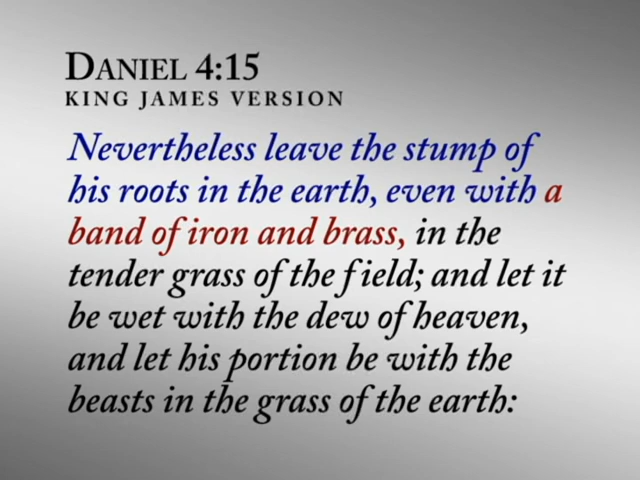 DANIEL 4:15
KING JAMES VERSION
Nevertheless leave the stump of
his roots in the earth, even with a
band of iron and brass, in the
tender grass of the field; and let it
be wet with the dew of heaven,
and let his portion be with the
beasts in the grass of the earth: